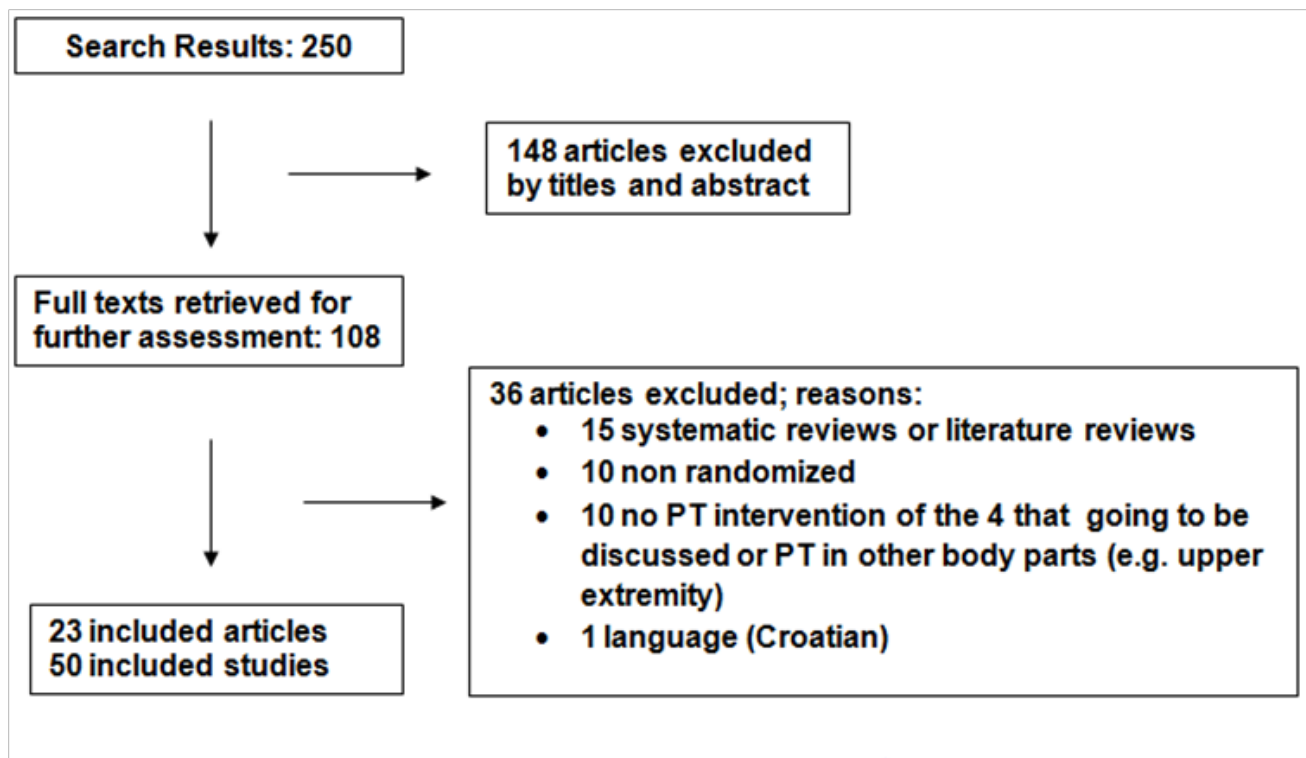 Search Results: 250
148 articles excluded
by titles and abstract
Full texts retrieved for
further assessment: 108
36 articles excluded; reasons:
• 15 systematic reviews or literature reviews
• 10 non randomized
• 10 no PT intervention of the 4 that going to be
discussed or PT in other body parts (e.g. upper
extremity)
• 1 language (Croatian)
23 included articles
50 included studies